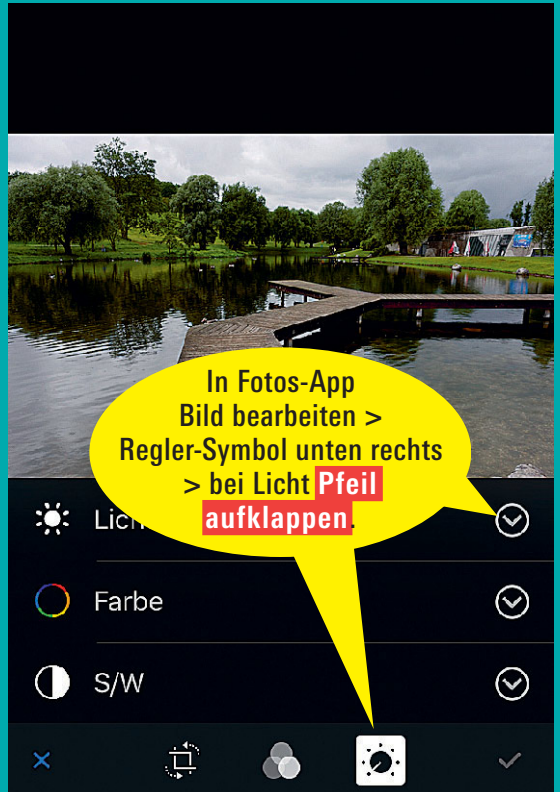 In Fotos-App
Bild bearbeiten >
Regler-Symbol unten rechts
> bei Licht Pfeil
aufklappen.
Lich
Farbe
S/W